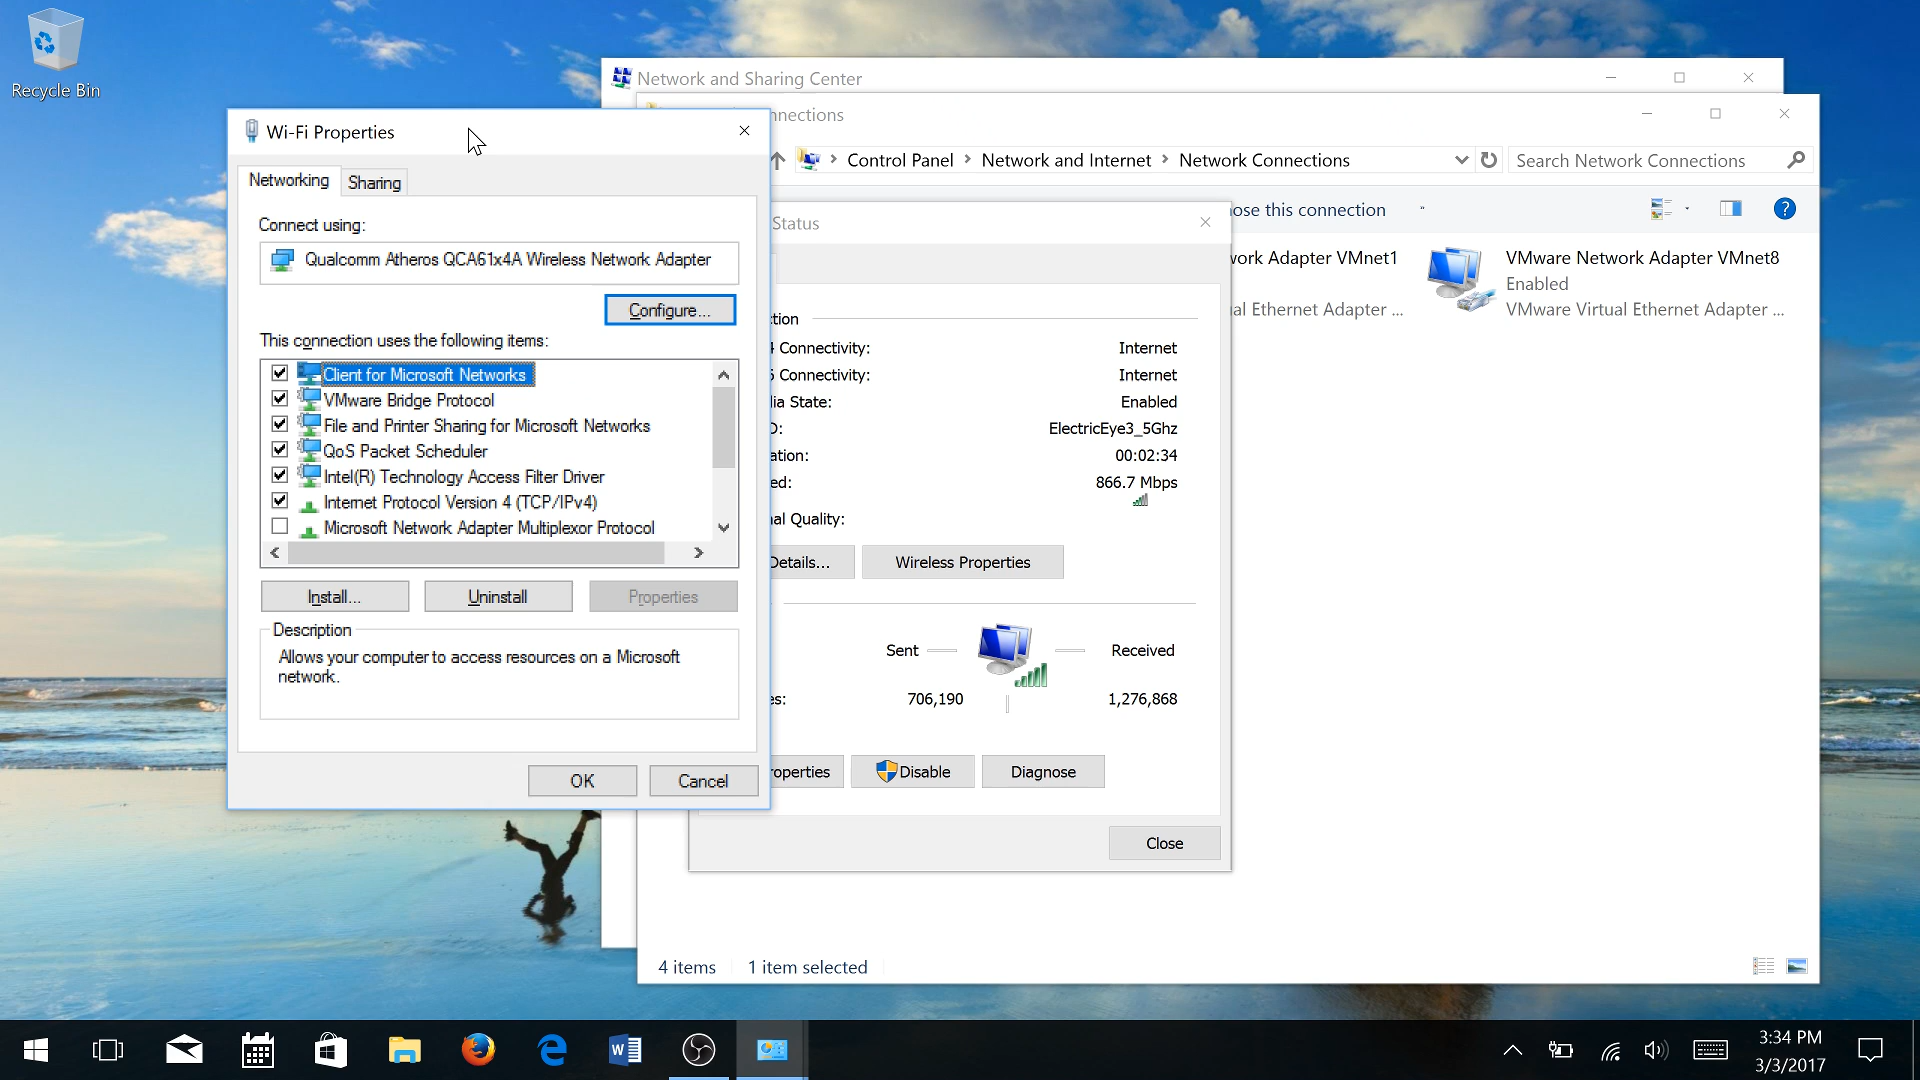 Recycle Bin
Network and Sharing Center
nnections
Control Panel > Network and Internet > Network Connections
Search Network Connections
ose this connection
»
?
work Adapter VMnet1
al Ethernet Adapter ...
VMware Network Adapter VMnet8
Enabled
VMware Virtual Ethernet Adapter ...
Wi-Fi Properties
Networking
Sharing
Connect using:
Qualcomm Atheros QCA61x4A Wireless Network Adapter
Configure...
This connection uses the following items:
Client for Microsoft Networks
VMware Bridge Protocol
File and Printer Sharing for Microsoft Networks
QoS Packet Scheduler
Intel(R) Technology Access Filter Driver
Internet Protocol Version 4 (TCP/IPv4)
Microsoft Network Adapter Multiplexor Protocol
Install...
Uninstall
Properties
Description
Allows your computer to access resources on a Microsoft
network.
OK
Cancel
Status
ction
4 Connectivity: Internet
6 Connectivity: Internet
ia State: Enabled
D: ElectricEye3_5Ghz
ation: 00:02:34
ed: 866.7 Mbps
al Quality:
Details...
Wireless Properties
Sent
Received
es: 706,190 1,276,868
roperties
Disable
Diagnose
Close
4 items
1 item selected
3:34 PM
3/3/2017